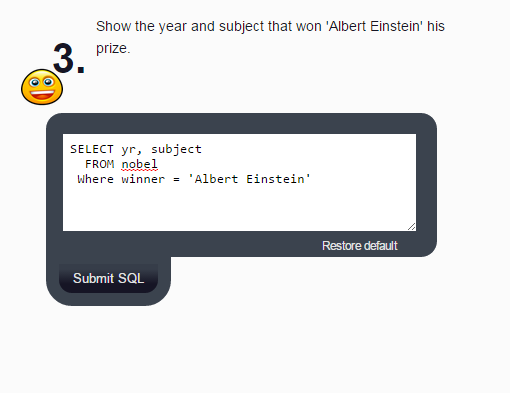 Show the year and subject that won 'Albert Einstein' his
prize.
3.
SELECT yr, subject
FROM nobel
Where winner = 'Albert Einstein'
Restore default
Submit SQL